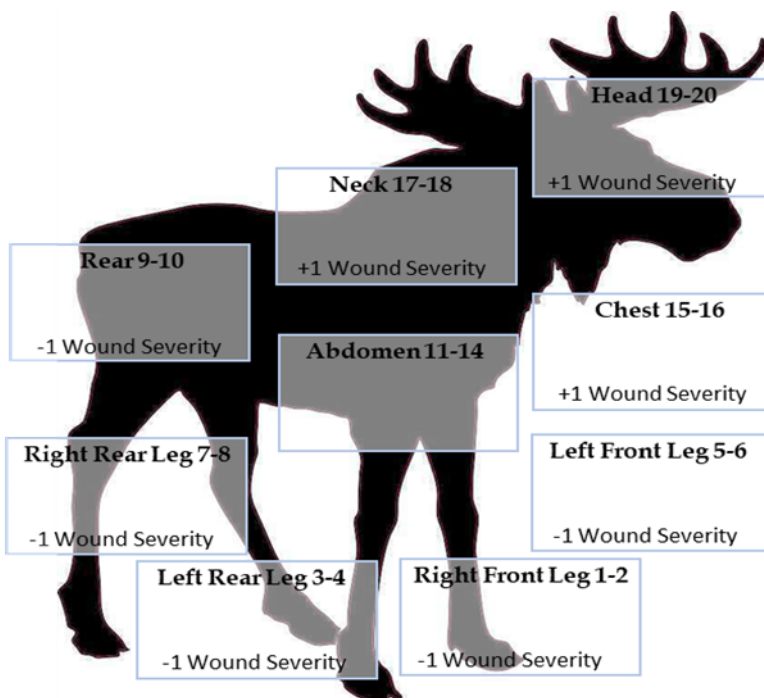 Head 19-20
+1 Wound Severity
Neck 17-18
+1 Wound Severity
Rear 9-10
-1 Wound Severity
Chest 15-16
+1 Wound Severity
Abdomen 11-14
Right Rear Leg 7-8
-1 Wound Severity
Left Front Leg 5-6
-1 Wound Severity
Left Rear Leg 3-4
-1 Wound Severity
Right Front Leg 1-2
-1 Wound Severity